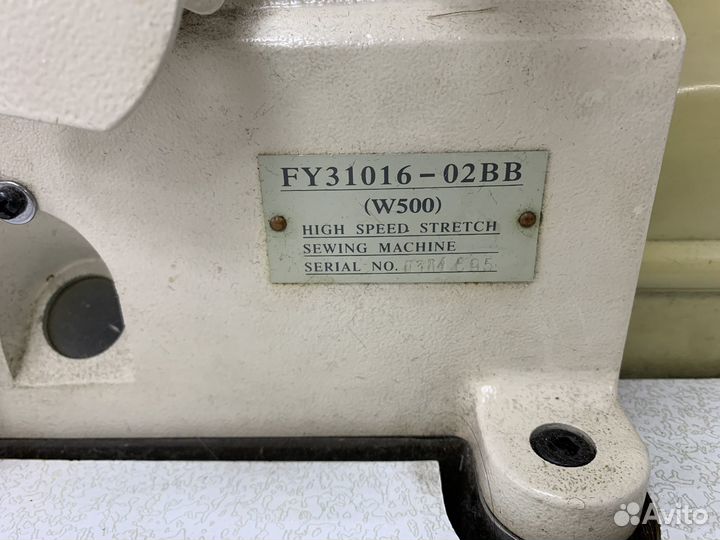 FY31016-02BB
(W500)
HIGH SPEED STRETCH
SEWING MACHINE
SERIAL NO.
Avito